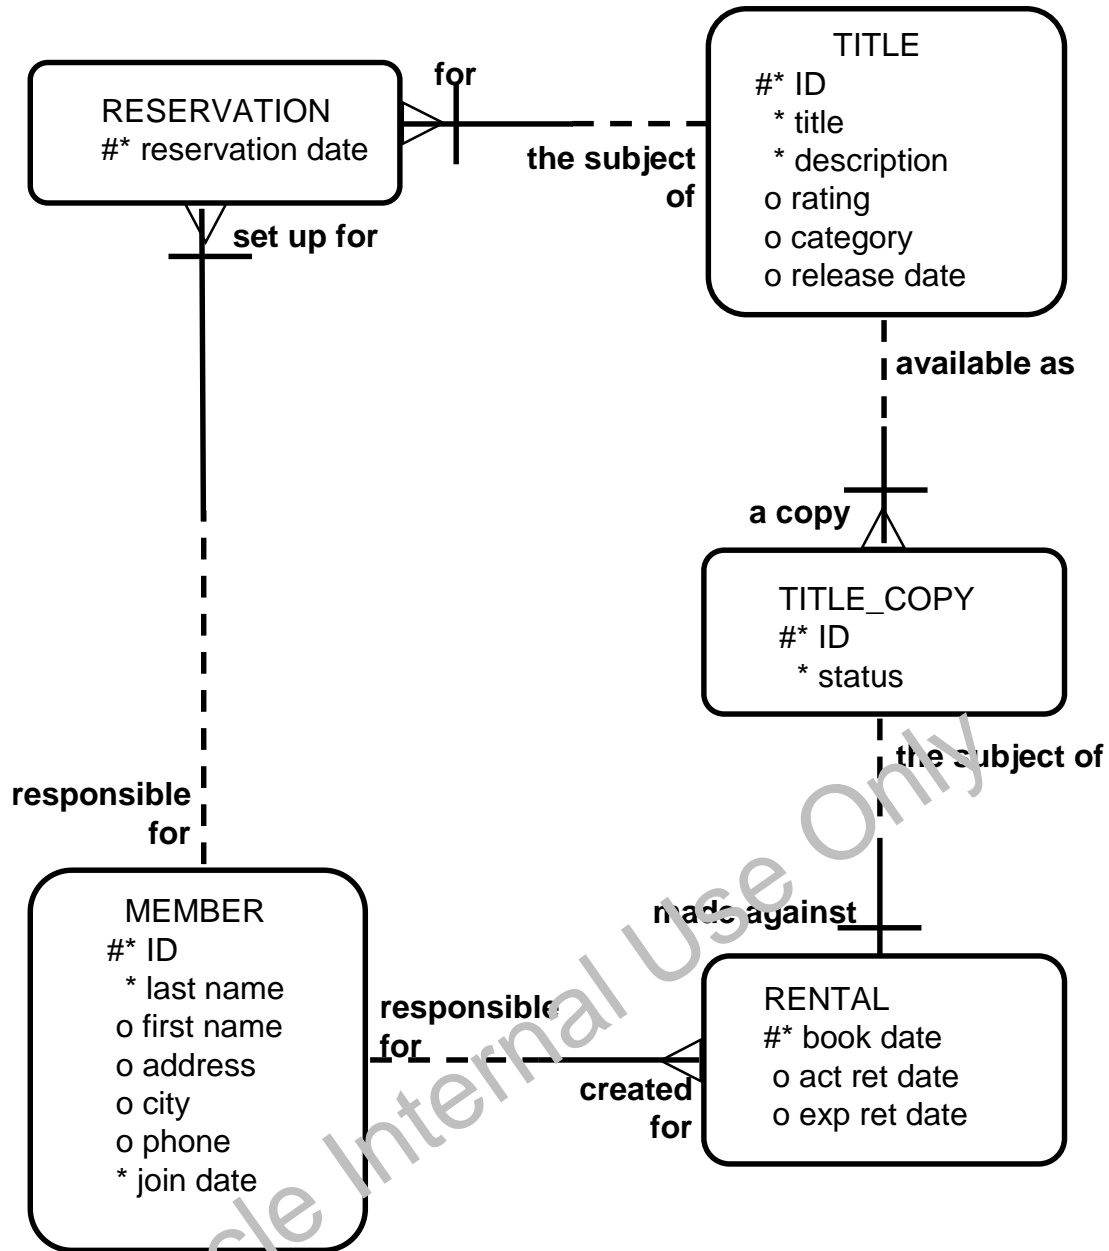 TITLE
#* ID
* title
* description
o rating
o category
o release date
RESERVATION
#* reservation date
for
the subject
of
set up for
available as
a copy
TITLE_COPY
#* ID
* status
the subject of
responsible
for
made against
MEMBER
#* ID
* last name
o first name
o address
o city
o phone
* join date
responsible
for
created
for
RENTAL
#* book date
o act ret date
o exp ret date
cle Internal Use Only